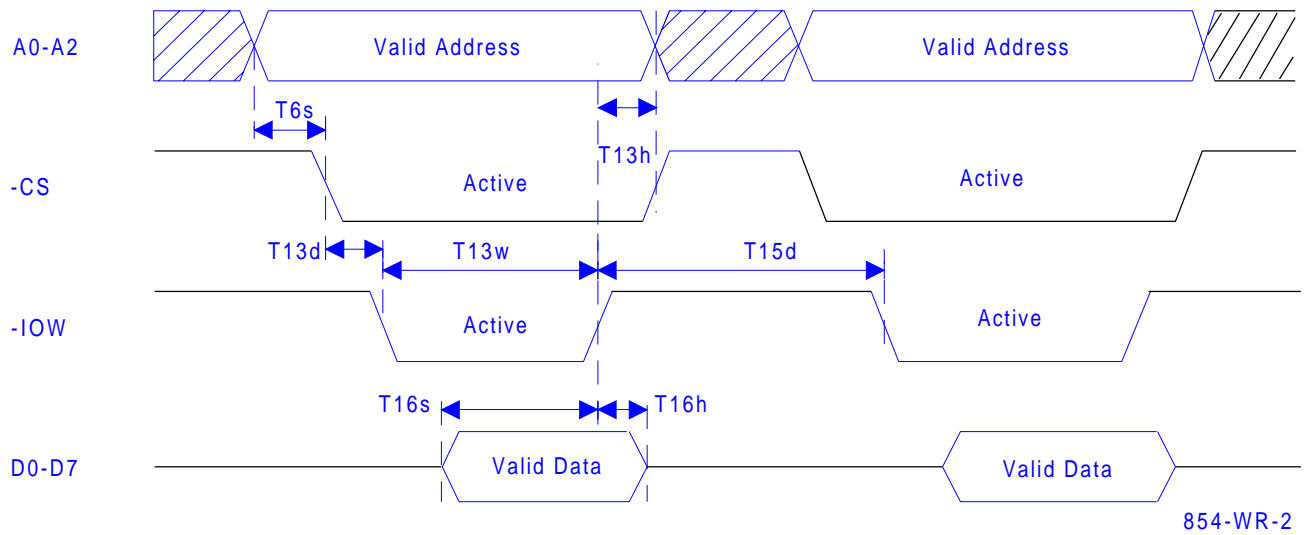 A0-A2
Valid Address
Valid Address
T6s
T13h
-CS
Active
Active
T13d
T13w
T15d
-IOW
Active
Active
T16s
T16h
D0-D7
Valid Data
Valid Data
854-WR-2